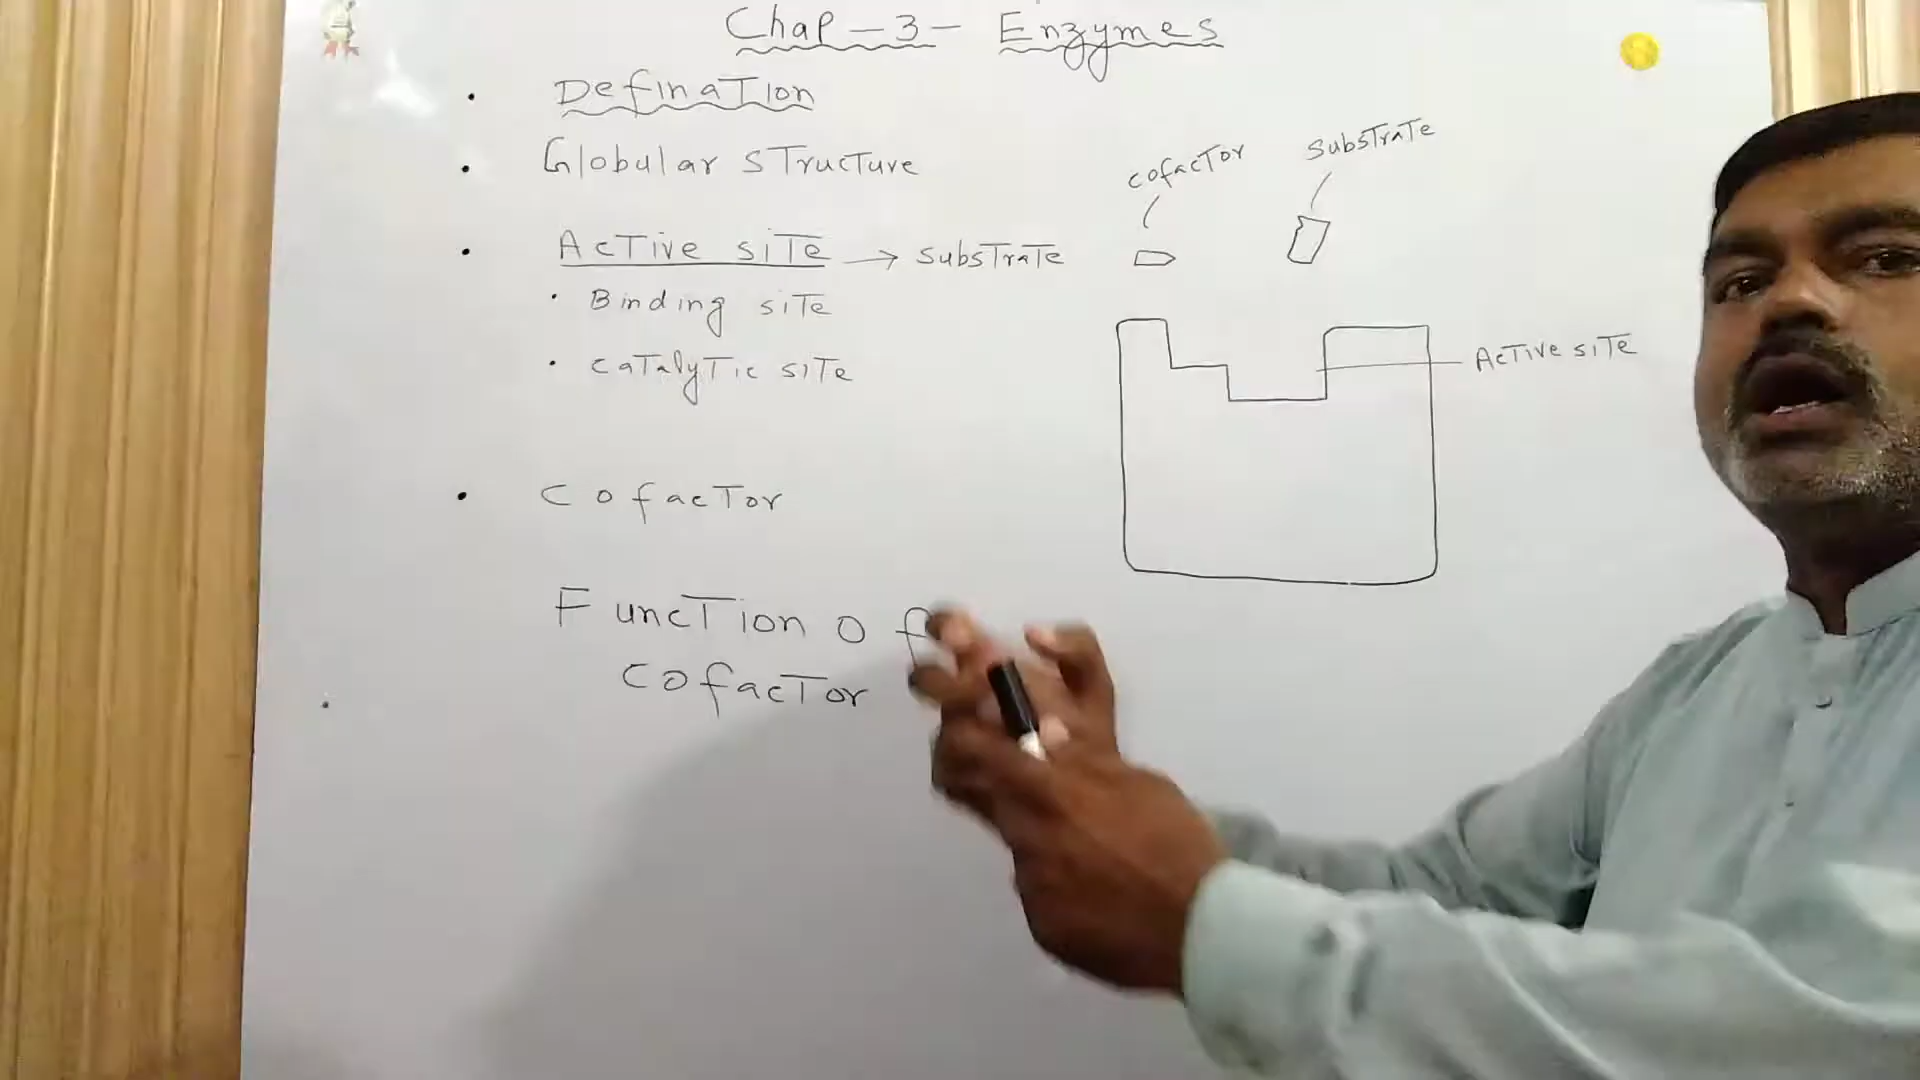 Chap - 3 - Enzymes
• Defination
• Globular structure
• Active site → substrate
• Binding site
• catalytic site
• cofactor
Function of
cofactor
cofactor
substrate
Active site